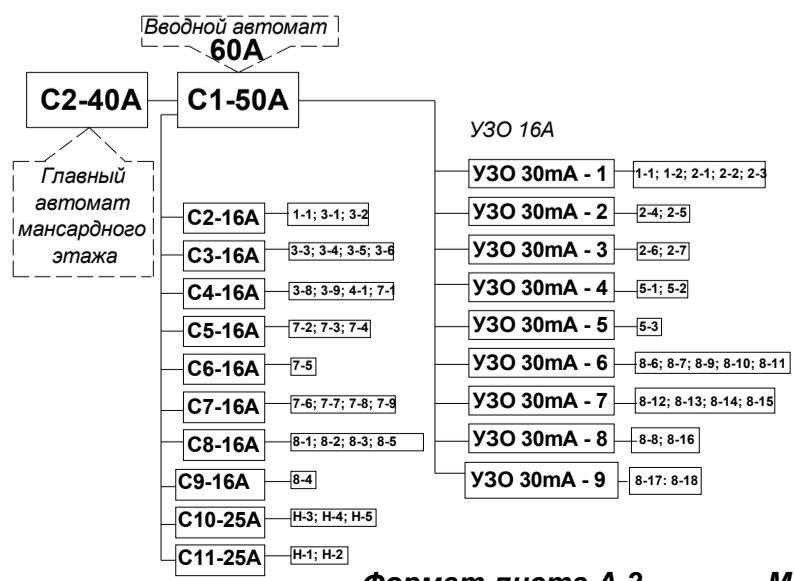 Вводной автомат
60А
С2-40А
С1-50А
Главный
автомат
мансардного
этажа
С2-16А
1-1; 3-1; 3-2
С3-16А
3-3; 3-4; 3-5; 3-6
С4-16А
3-8; 3-9; 4-1; 7-1
С5-16А
7-2; 7-3; 7-4
С6-16А
7-5
С7-16А
7-6; 7-7; 7-8; 7-9
С8-16А
8-1; 8-2; 8-3; 8-5
С9-16А
8-4
С10-25А
Н-3; Н-4; Н-5
С11-25А
Н-1; Н-2
УЗО 16А
УЗО 30mA - 1
1-1; 1-2; 2-1; 2-2; 2-3
УЗО 30mA - 2
2-4; 2-5
УЗО 30mA - 3
2-6; 2-7
УЗО 30mA - 4
5-1; 5-2
УЗО 30mA - 5
5-3
УЗО 30mA - 6
8-6; 8-7; 8-9; 8-10; 8-11
УЗО 30mA - 7
8-12; 8-13; 8-14; 8-15
УЗО 30mA - 8
8-8; 8-16
УЗО 30mA - 9
8-17: 8-18
Формат листа А-2